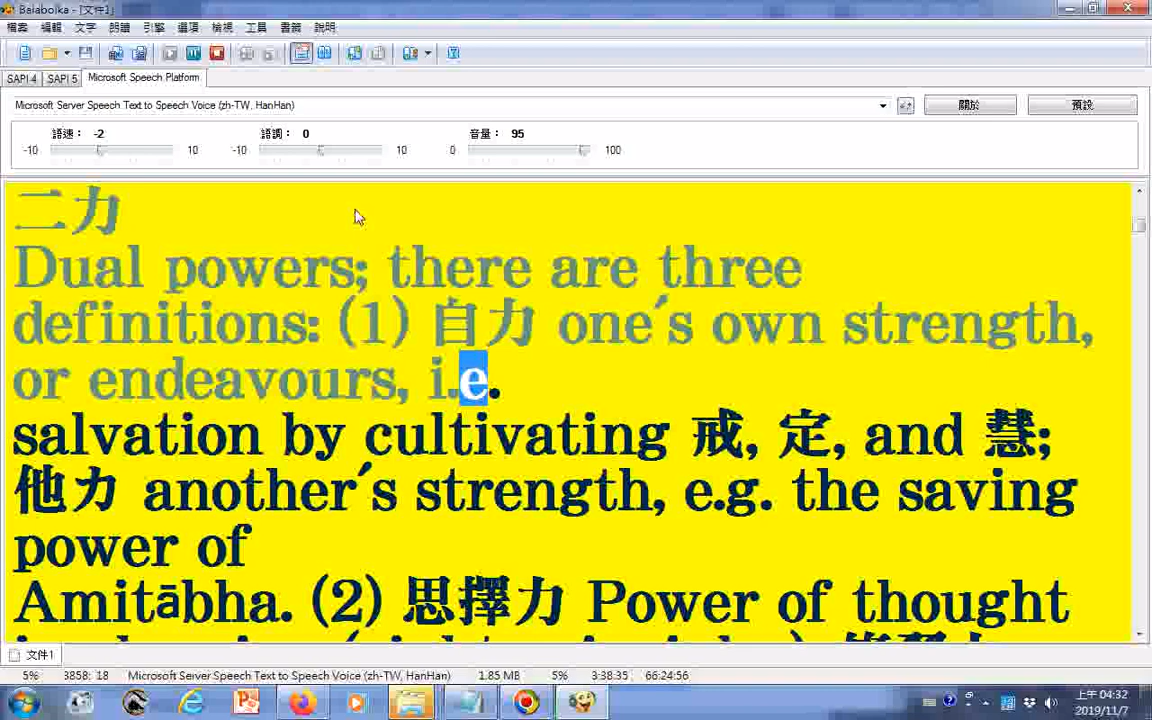 Balabolka - [文件1]
檔案 編輯 文字 朗讀 引擎 選項 檢視 工具 書籤 說明
SAPI 4 SAPI 5 Microsoft Speech Platform
Microsoft Server Speech Text to Speech Voice (zh-TW, HanHan) 關於 預設
語速： -2 語調： 0 音量： 95
-10 10 -10 10 0 100
二力
Dual powers; there are three
definitions: (1) 自力 one's own strength,
or endeavours, i.e.
salvation by cultivating 戒, 定, and 慧;
他力 another's strength, e.g. the saving
power of
Amitābha. (2) 思擇力 Power of thought
文件1
5% 3858: 18 Microsoft Server Speech Text to Speech Voice (zh-TW, HanHan) 1.85 MB 5% 3:38.35 66:24:56
上午 04:32
2019/11/7